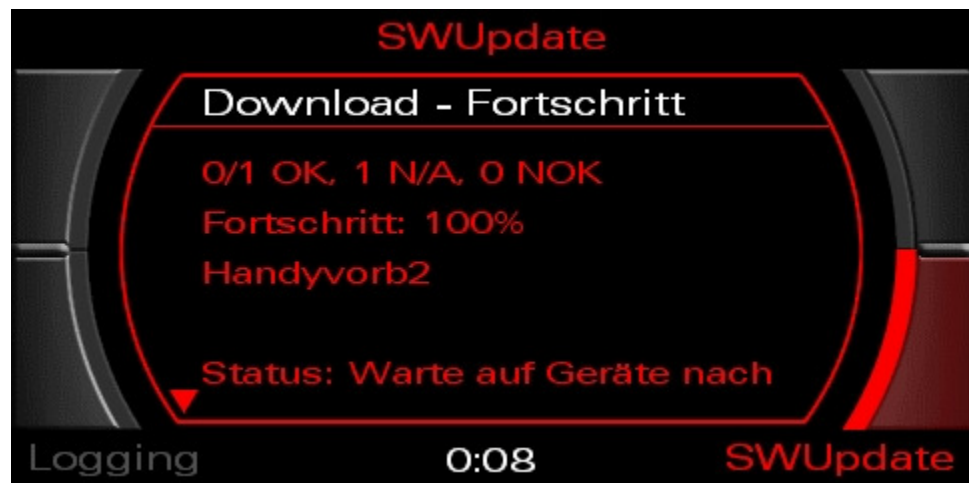 SWUpdate
Download - Fortschritt
0/1 OK, 1 N/A, 0 NOK
Fortschritt: 100%
Handyvorb2
Status: Warte auf Geräte nach
Logging
0:08
SWUpdate